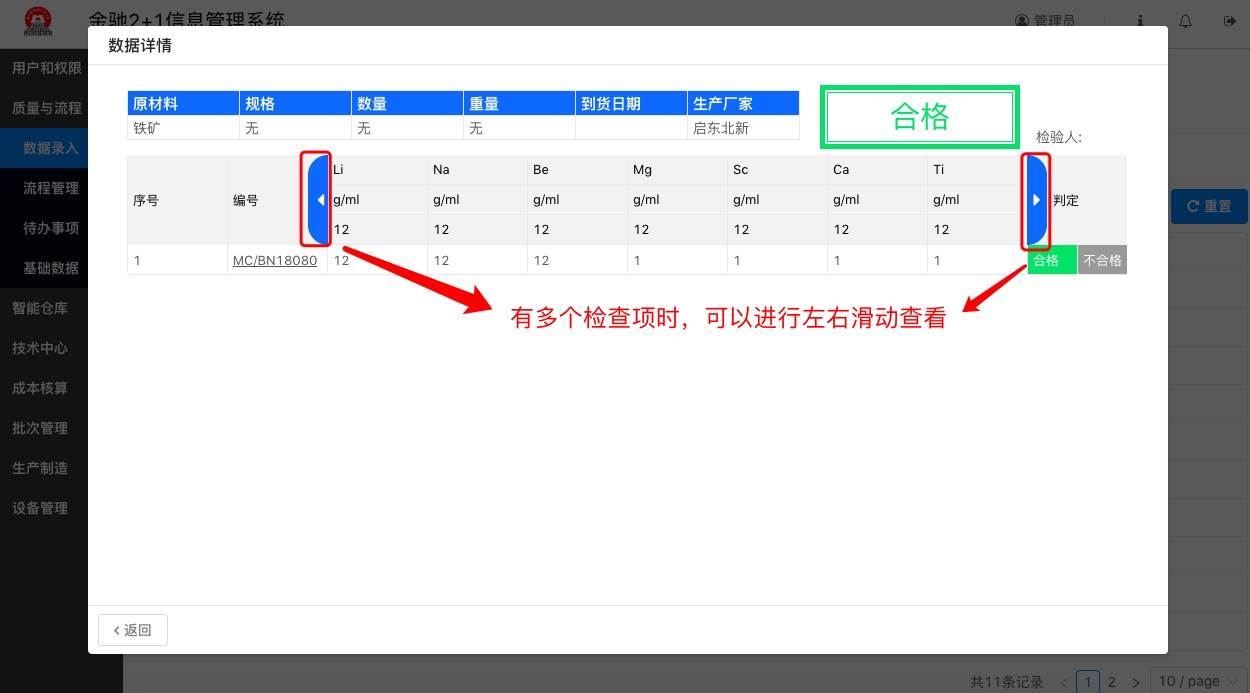 金驰2+1信息管理系统
管理员
数据详情
用户和权限
质量与流程
数据录入
流程管理
待办事项
基础数据
智能仓库
技术中心
成本核算
批次管理
生产制造
设备管理
原材料 规格 数量 重量 到货日期 生产厂家
铁矿 无 无 无 启东北新
合格
检验人:
序号 编号 Li Na Be Mg Sc Ca Ti 判定
g/ml g/ml g/ml g/ml g/ml g/ml g/ml
12 12 12 12 12 12 12
1 MC/BN18080 12 12 12 1 1 1 1 合格 不合格
重置
有多个检查项时，可以进行左右滑动查看
返回
共11条记录 1 2 10 / page